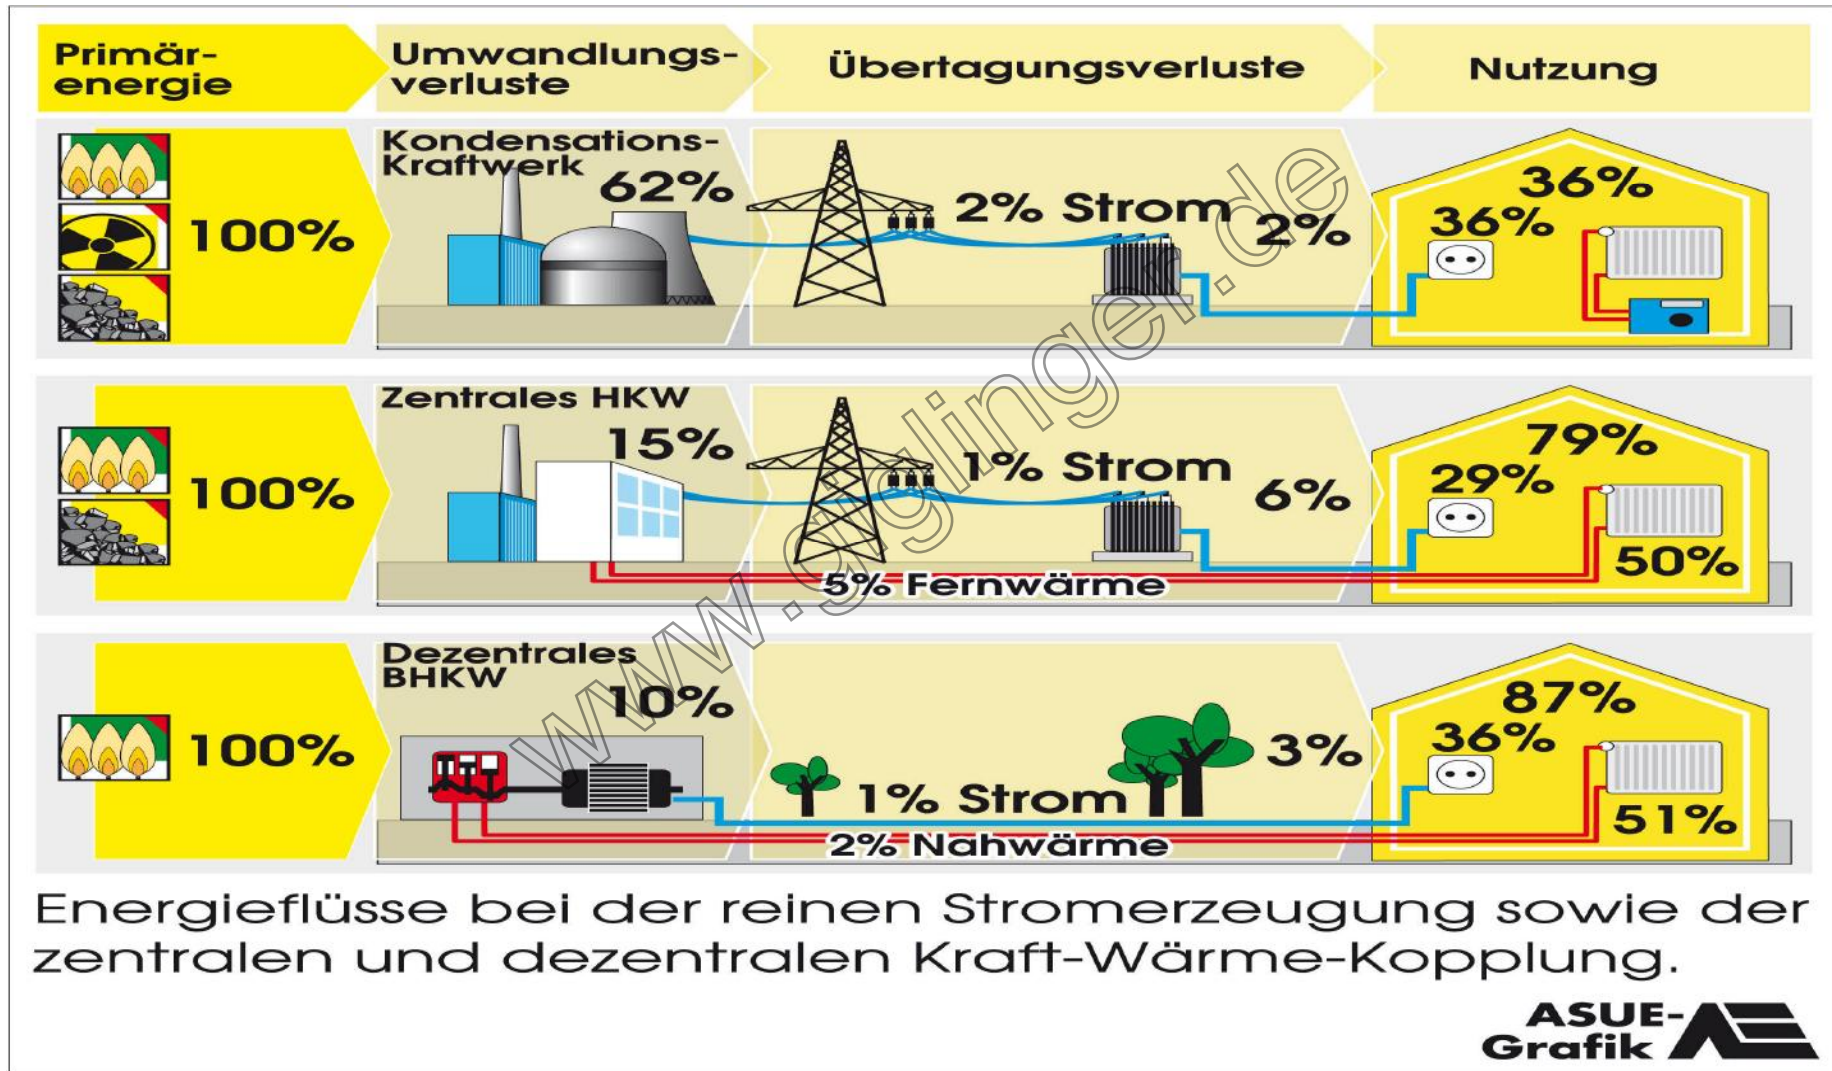 Primär-
energie
Umwandlungs-
verluste
Übertagungsverluste
Nutzung
100%
Kondensations-
Kraftwerk
62%
2% Strom
2%
36%
36%
100%
Zentrales HKW
15%
1% Strom
6%
5% Fernwärme
79%
29%
50%
100%
Dezentrales
BHKW
10%
1% Strom
3%
2% Nahwärme
87%
36%
51%
www.giglinger.de
Energieflüsse bei der reinen Stromerzeugung sowie der
zentralen und dezentralen Kraft-Wärme-Kopplung.
ASUE-
Grafik